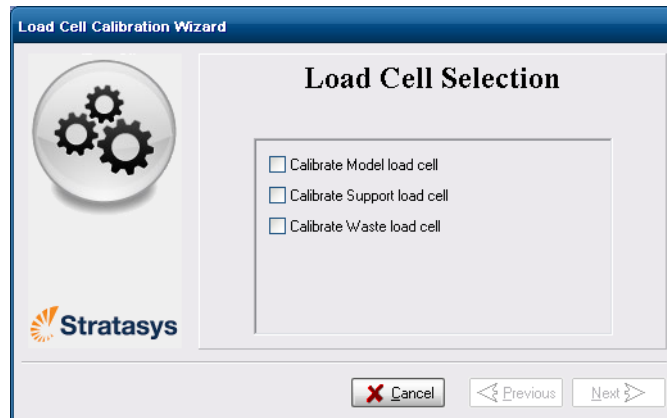 Load Cell Calibration Wizard
Load Cell Selection
Calibrate Model load cell
Calibrate Support load cell
Calibrate Waste load cell
Stratasys
Cancel
Previous
Next